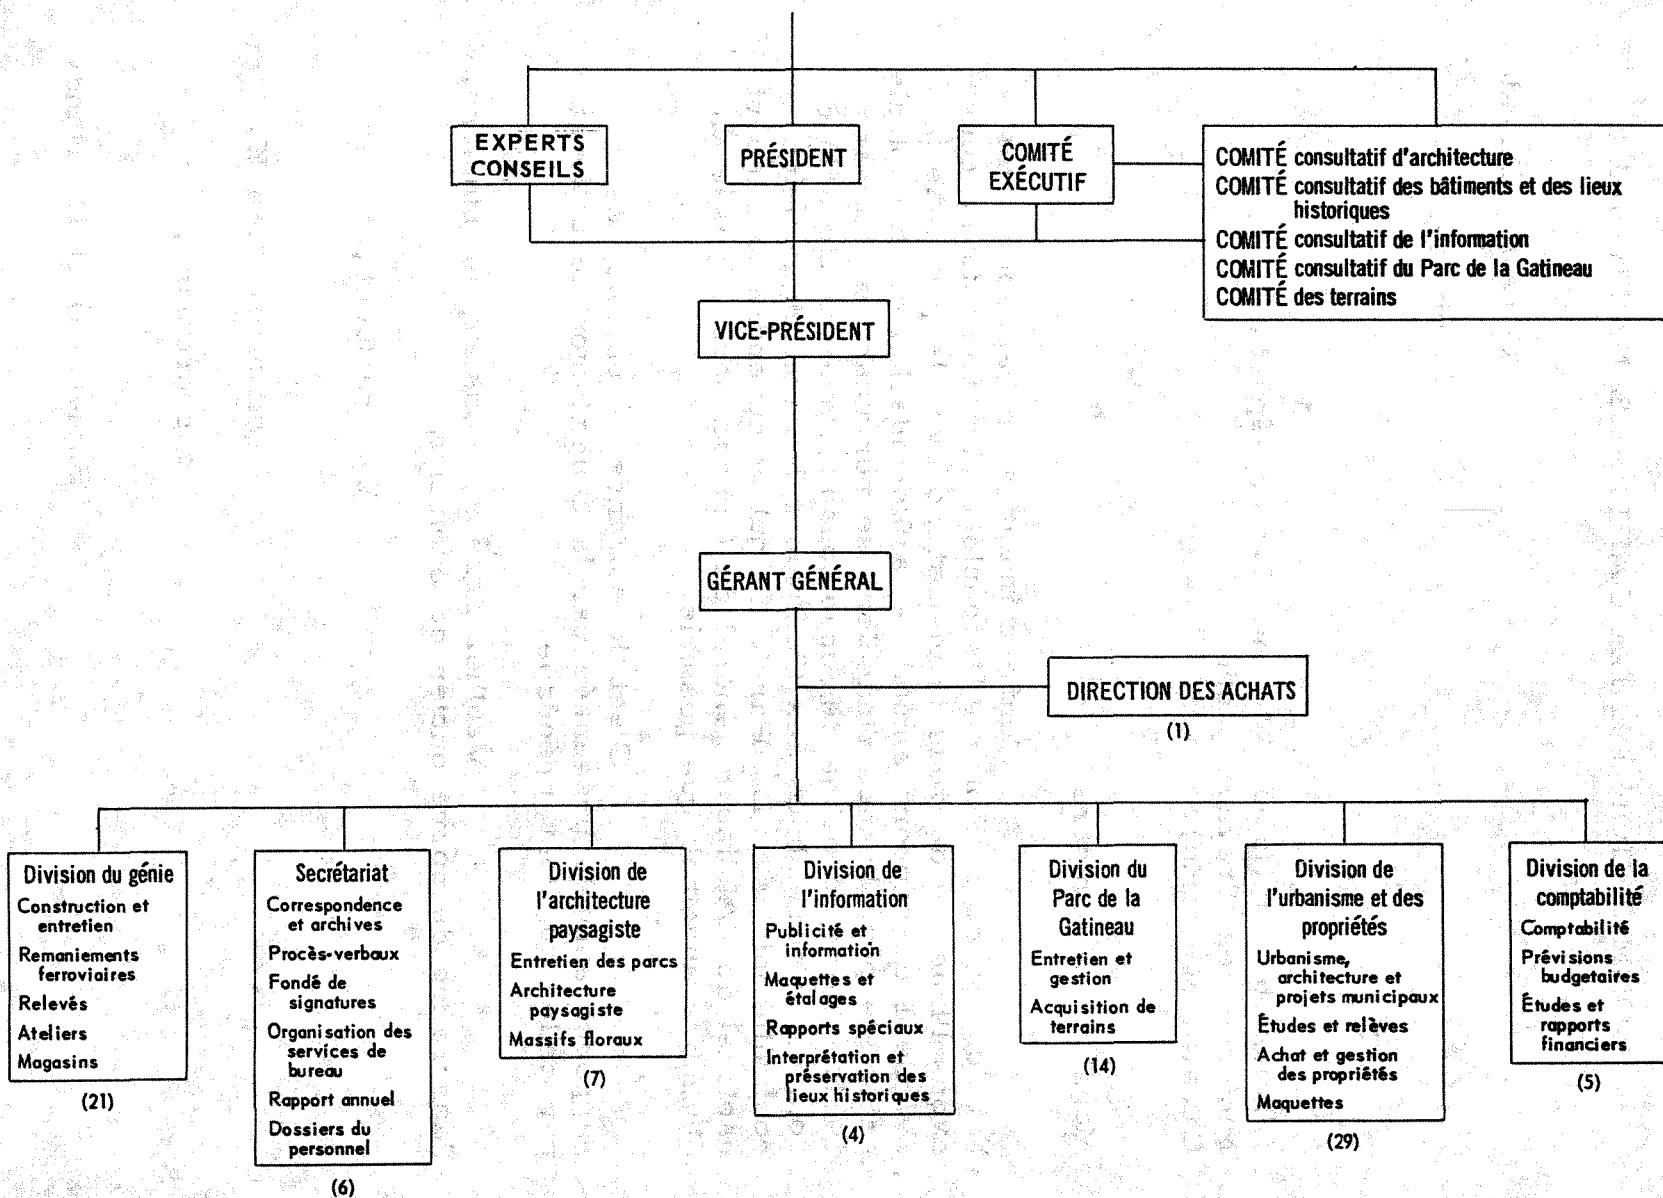 EXPERTS
CONSEILS
PRÉSIDENT
COMITÉ
EXÉCUTIF
COMITÉ consultatif d'architecture
COMITÉ consultatif des bâtiments et des lieux
historiques
COMITÉ consultatif de l'information
COMITÉ consultatif du Parc de la Gatineau
COMITÉ des terrains
VICE-PRÉSIDENT
GÉRANT GÉNÉRAL
DIRECTION DES ACHATS
(1)
Division du génie
Construction et
entretien
Remaniements
ferroviaires
Relevés
Ateliers
Magasins
(21)
Secrétariat
Correspondence
et archives
Procès-verbaux
Fondé de
signatures
Organisation des
services de
bureau
Rapport annuel
Dossiers du
personnel
(6)
Division de
l'architecture
paysagiste
Entretien des parcs
Architecture
paysagiste
Massifs floraux
(7)
Division de
l'information
Publicité et
information
Maquettes et
étalages
Rapports spéciaux
Interprétation et
préservation des
lieux historiques
(4)
Division du
Parc de la
Gatineau
Entretien et
gestion
Acquisition de
terrains
(14)
Division de
l'urbanisme et des
propriétés
Urbanisme,
architecture et
projets municipaux
Études et relèves
Achat et gestion
des propriétés
Maquettes
(29)
Division de la
comptabilité
Comptabilité
Prévisions
budgetaires
Études et
rapports
financiers
(5)